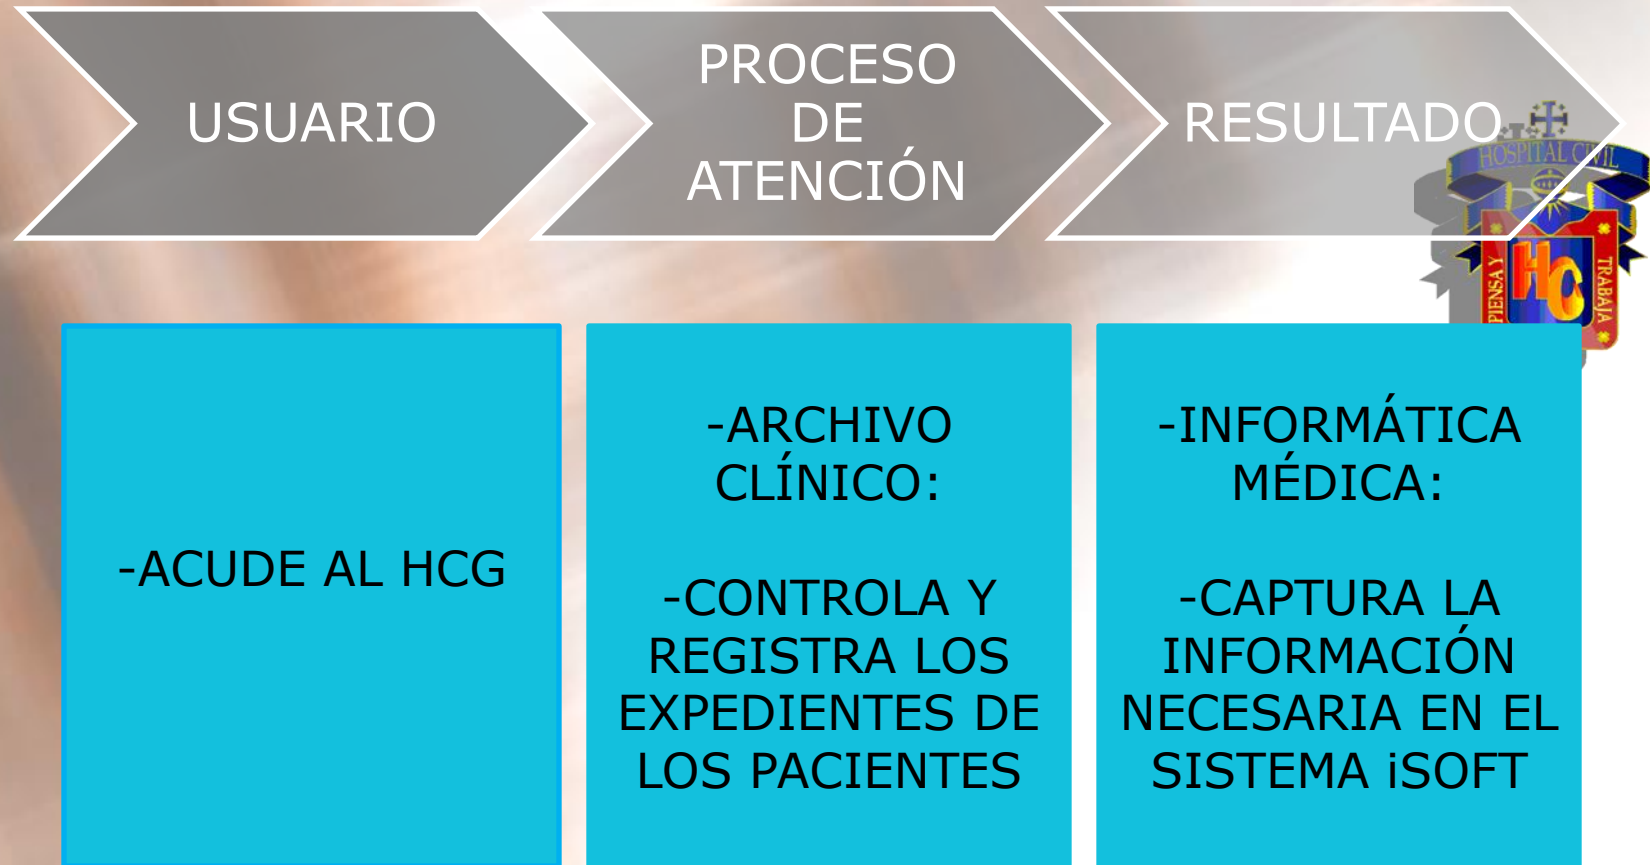 USUARIO
PROCESO
DE
ATENCIÓN
RESULTADO
HOSPITAL CIVIL
PIENSA Y
TRABAJA
HC
-ACUDE AL HCG
-ARCHIVO
CLÍNICO:
-CONTROLA Y
REGISTRA LOS
EXPEDIENTES DE
LOS PACIENTES
-INFORMÁTICA
MÉDICA:
-CAPTURA LA
INFORMACIÓN
NECESARIA EN EL
SISTEMA iSOFT